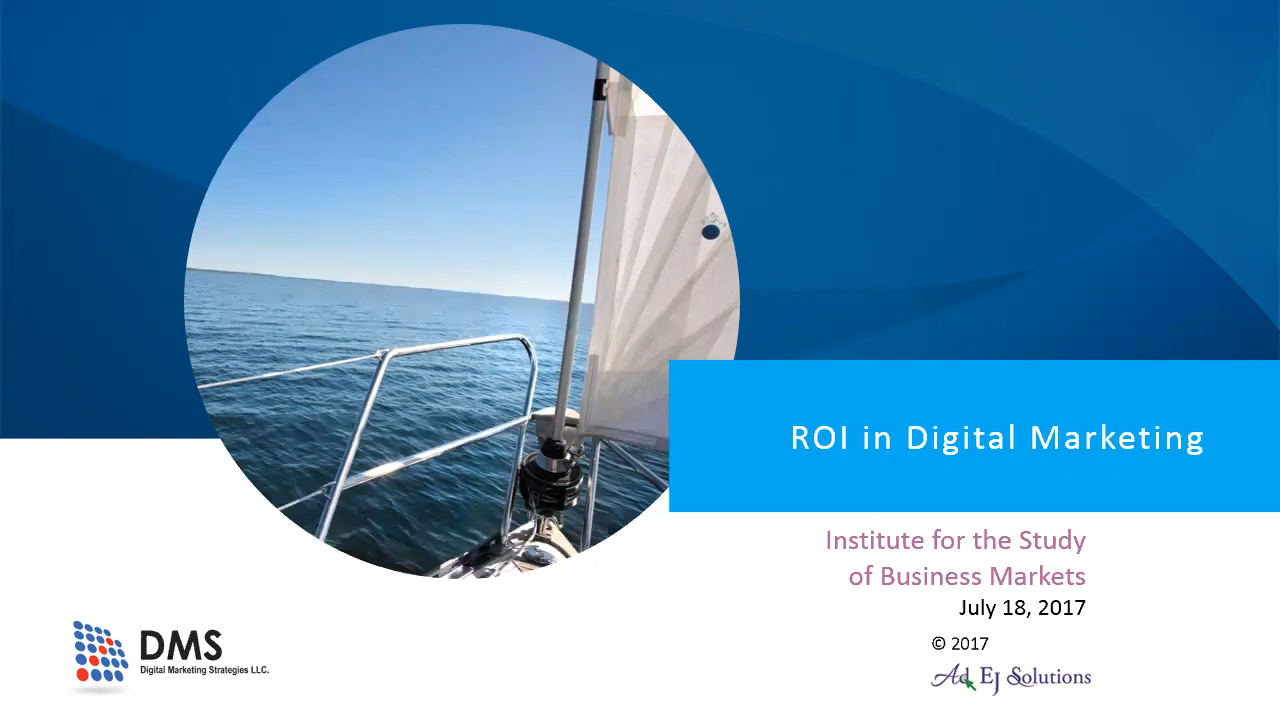 ROI in Digital Marketing
Institute for the Study
of Business Markets
July 18, 2017
© 2017
Ad Ej Solutions
DMS
Digital Marketing Strategies LLC.